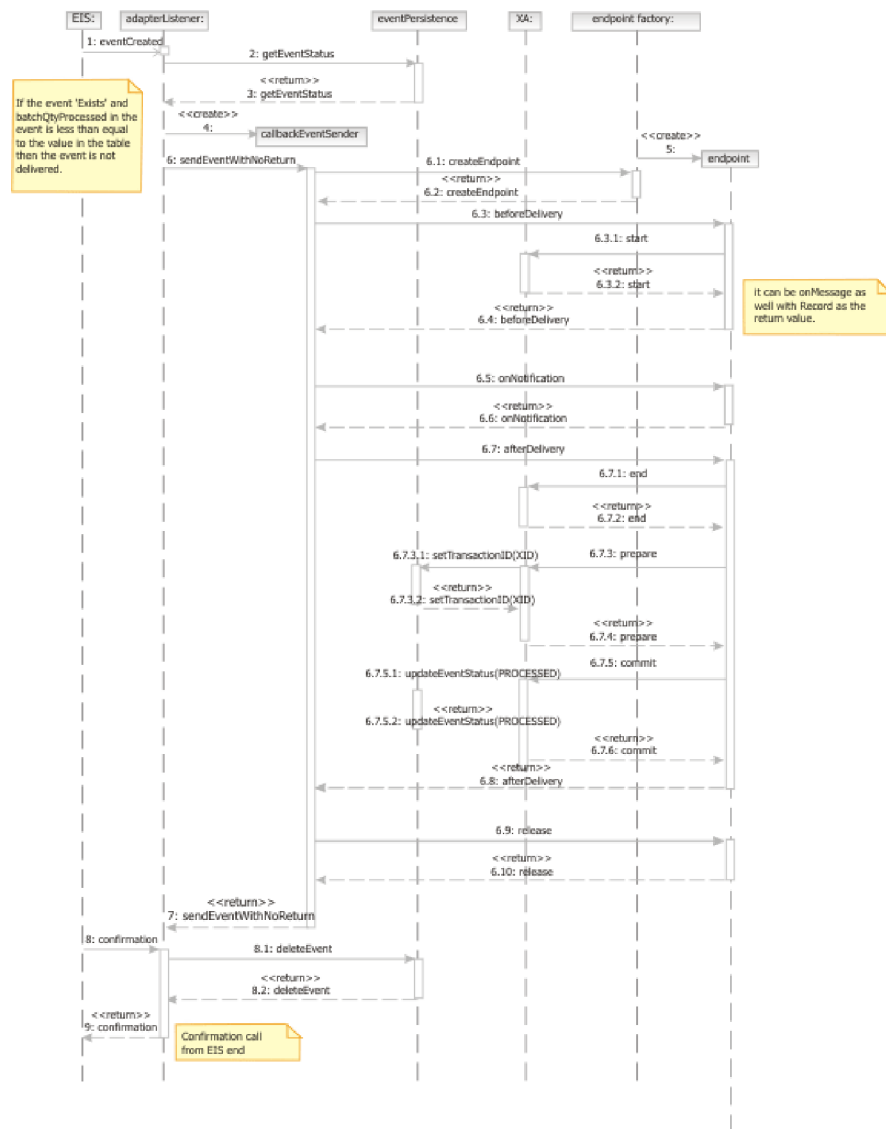 EIS:
adapterListener:
eventPersistence
XA:
endpoint factory:
1: eventCreated
2: getEventStatus
<<return>>
3: getEventStatus
If the event 'Exists' and
batchQtyProcessed in the
event is less than equal
to the value in the table
then the event is not
delivered.
<<create>>
4:
callbackEventSender
<<create>>
5:
endpoint
6: sendEventWithNoReturn
6.1: createEndpoint
<<return>>
6.2: createEndpoint
6.3: beforeDelivery
6.3.1: start
<<return>>
6.3.2: start
it can be onMessage as
well with Record as the
return value.
<<return>>
6.4: beforeDelivery
6.5: onNotification
<<return>>
6.6: onNotification
6.7: afterDelivery
6.7.1: end
<<return>>
6.7.2: end
6.7.3.1: setTransactionID(XID)
6.7.3: prepare
<<return>>
6.7.3.2: setTransactionID(XID)
<<return>>
6.7.4: prepare
6.7.5: commit
6.7.5.1: updateEventStatus(PROCESSED)
<<return>>
6.7.5.2: updateEventStatus(PROCESSED)
<<return>>
6.7.6: commit
<<return>>
6.8: afterDelivery
6.9: release
<<return>>
6.10: release
<<return>>
7: sendEventWithNoReturn
8: confirmation
8.1: deleteEvent
<<return>>
8.2: deleteEvent
<<return>>
9: confirmation
Confirmation call
from EIS end